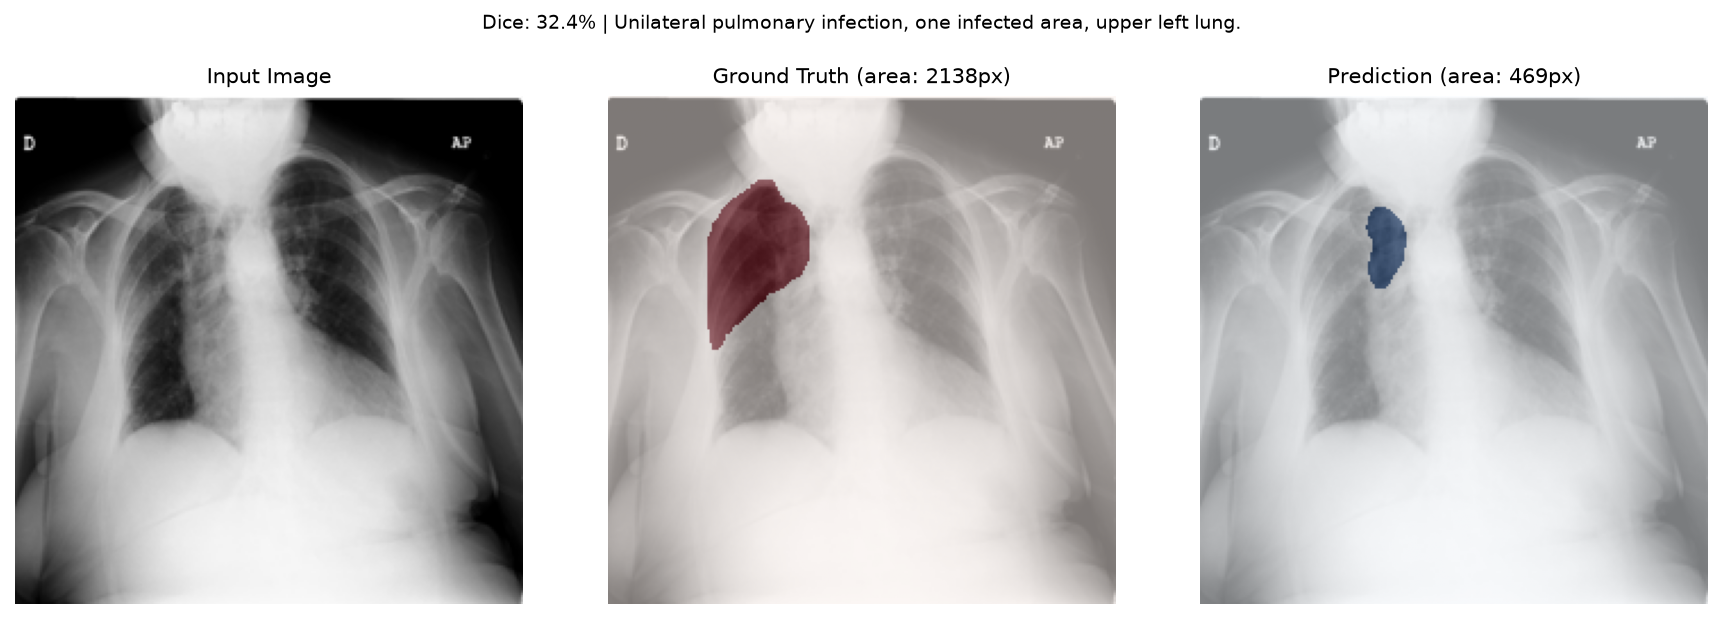 Dice: 32.4% | Unilateral pulmonary infection, one infected area, upper left lung.
Input Image
Ground Truth (area: 2138px)
Prediction (area: 469px)
D
AP
D
AP
D
AP